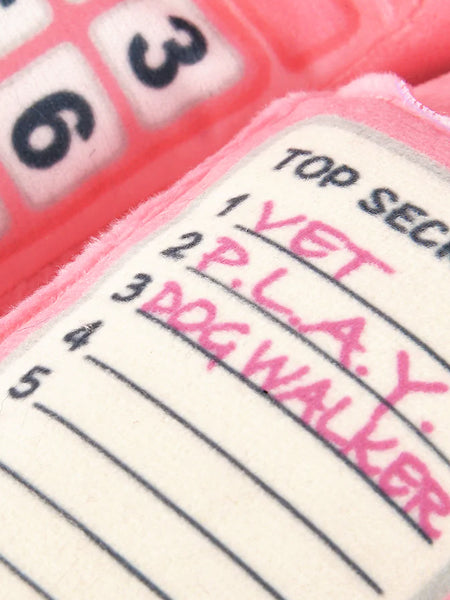 3
6
TOP SEC
1 VET
2 P.L.A.Y.
3 DOG WALKER
4
5